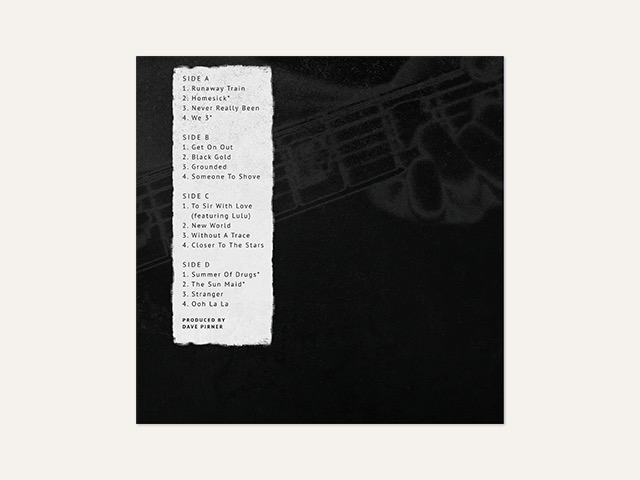 SIDE A
1. Runaway Train
2. Homesick*
3. Never Really Been
4. We 3*
SIDE B
1. Get On Out
2. Black Gold
3. Grounded
4. Someone To Shove
SIDE C
1. To Sir With Love
(featuring Lulu)
2. New World
3. Without A Trace
4. Closer To The Stars
SIDE D
1. Summer Of Drugs*
2. The Sun Maid*
3. Stranger
4. Ooh La La
PRODUCED BY
DAVE PIRNER